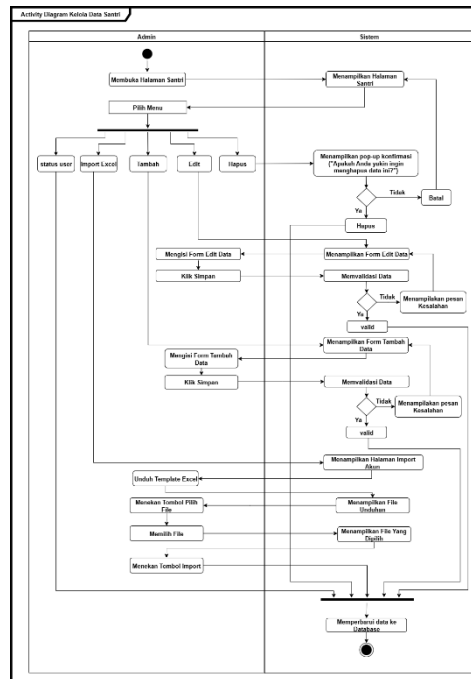 Activity Diagram Kelola Data Santri
Admin
Sistem
Membuka Halaman Santri
Menampilkan Halaman
Santri
Pilih Menu
status user
Import Excel
Tambah
Edit
Hapus
Menampilkan pop-up konfirmasi
("Apakah Anda yakin ingin
menghapus data ini?")
Tidak
Batal
Ya
Hapus
Mengisi Form Edit Data
Menampilkan Form Edit Data
Klik Simpan
Memvalidasi Data
Tidak
Menampilakan pesan
Kesalahan
Ya
valid
Menampilkan Form Tambah
Data
Mengisi Form Tambah
Data
Klik Simpan
Memvalidasi Data
Tidak
Menampilakan pesan
Kesalahan
Ya
valid
Menampilkan Halaman Import
Akun
Unduh Template Excel
Menekan Tombol Pilih
File
Menampilkan File
Unduhan
Memilih File
Menampilkan File Yang
Dipilih
Menekan Tombol Import
Memperbarui data ke
Database